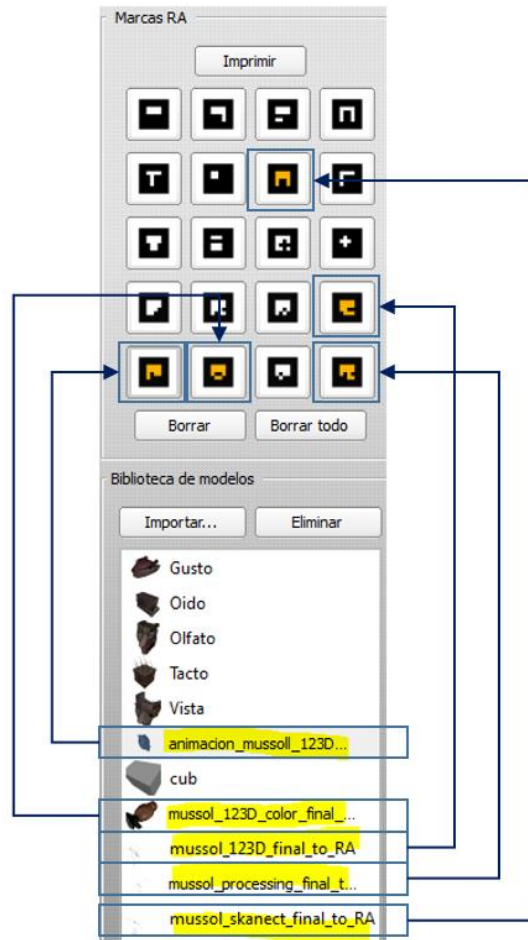 Marcas RA
Imprimir
Borrar
Borrar todo
Biblioteca de modelos
Importar...
Eliminar
Gusto
Oido
Olfato
Tacto
Vista
animacion_mussoll_123D...
cub
mussol_123D_color_final_...
mussol_123D_final_to_RA
mussol_processing_final_t...
mussol_skanect_final_to_RA